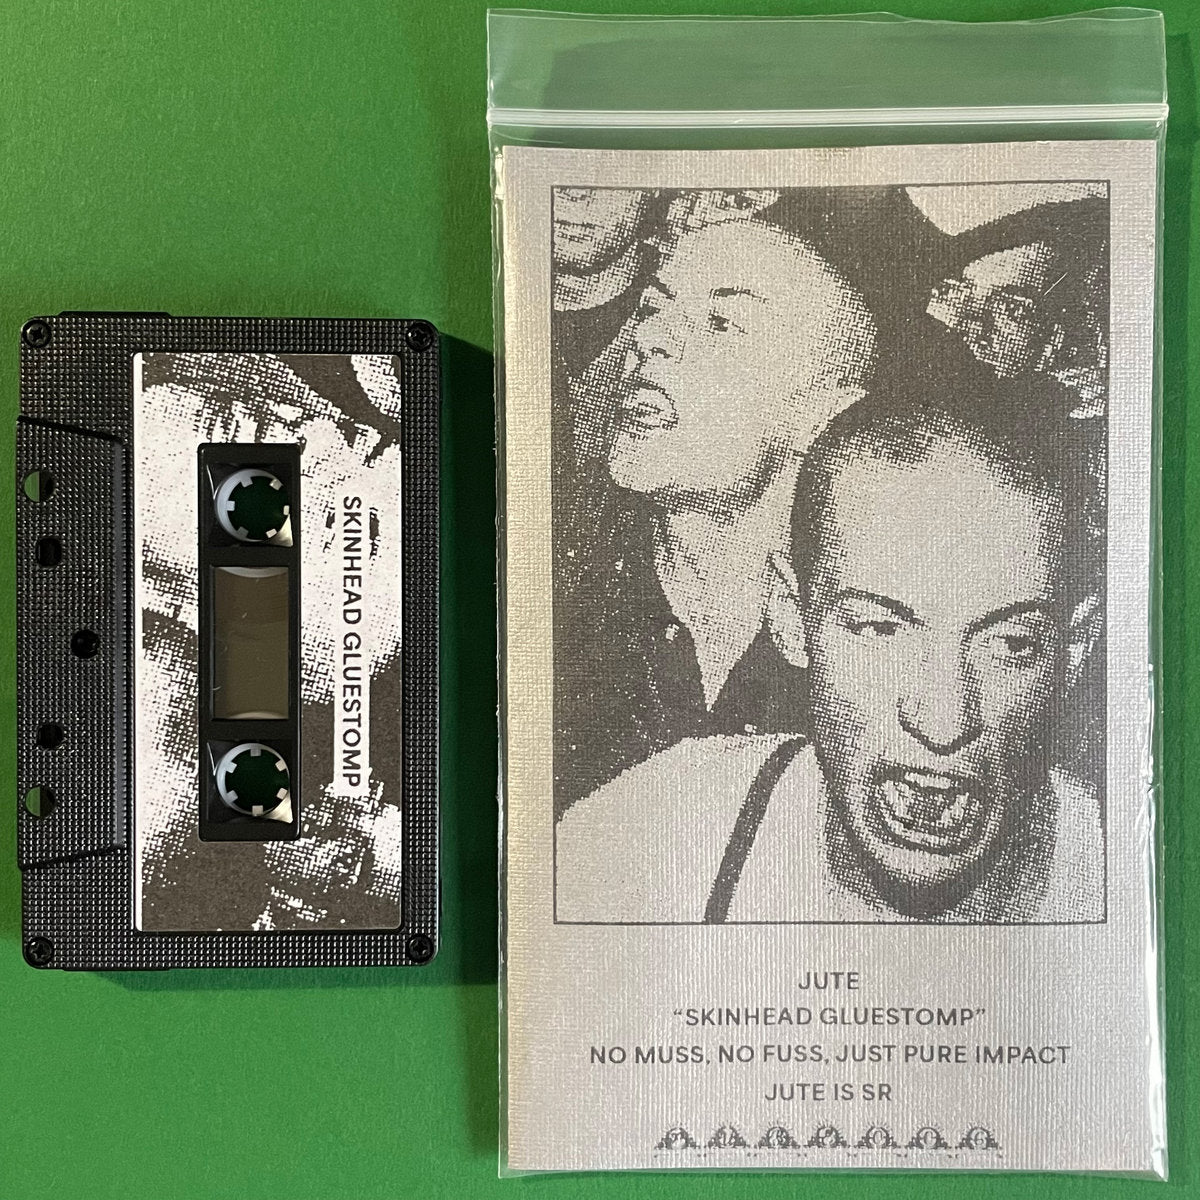 SKINHEAD GLUESTOMP
JUTE
“SKINHEAD GLUESTOMP”
NO MUSS, NO FUSS, JUST PURE IMPACT
JUTE IS SR